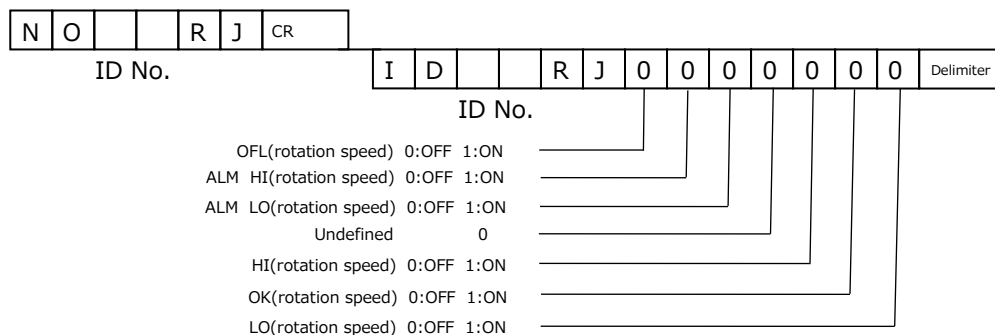 N O R J CR
ID No.
I D R J 0 0 0 0 0 0 0 Delimiter
ID No.
OFL(rotation speed) 0:OFF 1:ON
ALM HI(rotation speed) 0:OFF 1:ON
ALM LO(rotation speed) 0:OFF 1:ON
Undefined 0
HI(rotation speed) 0:OFF 1:ON
OK(rotation speed) 0:OFF 1:ON
LO(rotation speed) 0:OFF 1:ON